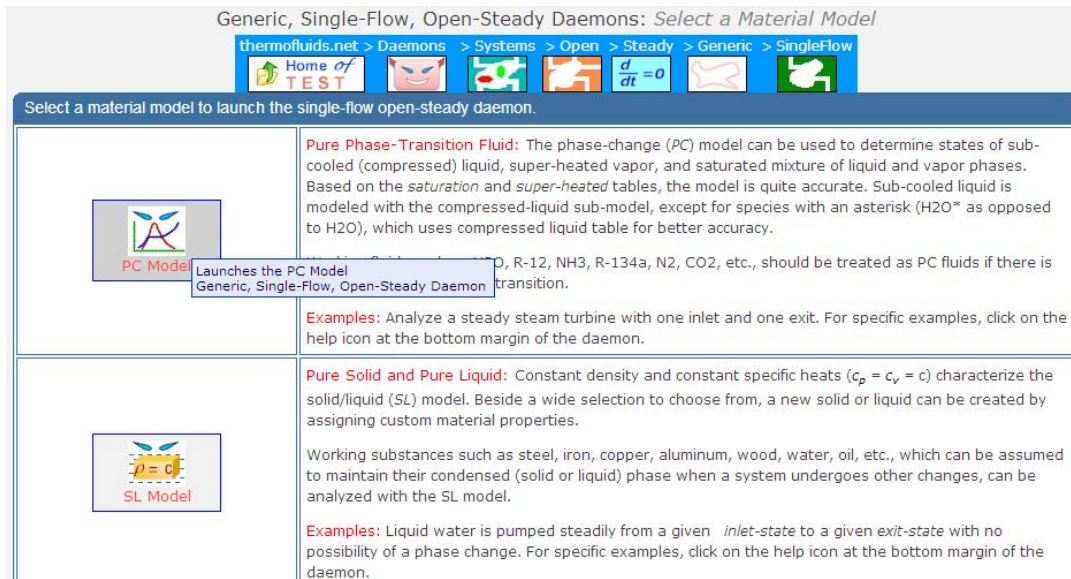 Generic, Single-Flow, Open-Steady Daemons: Select a Material Model
thermofluids.net > Daemons > Systems > Open > Steady > Generic > SingleFlow
Home of
TEST
d/dt = 0
Select a material model to launch the single-flow open-steady daemon.
PC Model
Launches the PC Model
Generic, Single-Flow, Open-Steady Daemon
Pure Phase-Transition Fluid: The phase-change (PC) model can be used to determine states of sub-
cooled (compressed) liquid, super-heated vapor, and saturated mixture of liquid and vapor phases.
Based on the saturation and super-heated tables, the model is quite accurate. Sub-cooled liquid is
modeled with the compressed-liquid sub-model, except for species with an asterisk (H2O* as opposed
to H2O), which uses compressed liquid table for better accuracy.
O, R-12, NH3, R-134a, N2, CO2, etc., should be treated as PC fluids if there is
transition.
Examples: Analyze a steady steam turbine with one inlet and one exit. For specific examples, click on the
help icon at the bottom margin of the daemon.
ρ = c
SL Model
Pure Solid and Pure Liquid: Constant density and constant specific heats (cp = cv = c) characterize the
solid/liquid (SL) model. Beside a wide selection to choose from, a new solid or liquid can be created by
assigning custom material properties.
Working substances such as steel, iron, copper, aluminum, wood, water, oil, etc., which can be assumed
to maintain their condensed (solid or liquid) phase when a system undergoes other changes, can be
analyzed with the SL model.
Examples: Liquid water is pumped steadily from a given inlet-state to a given exit-state with no
possibility of a phase change. For specific examples, click on the help icon at the bottom margin of the
daemon.